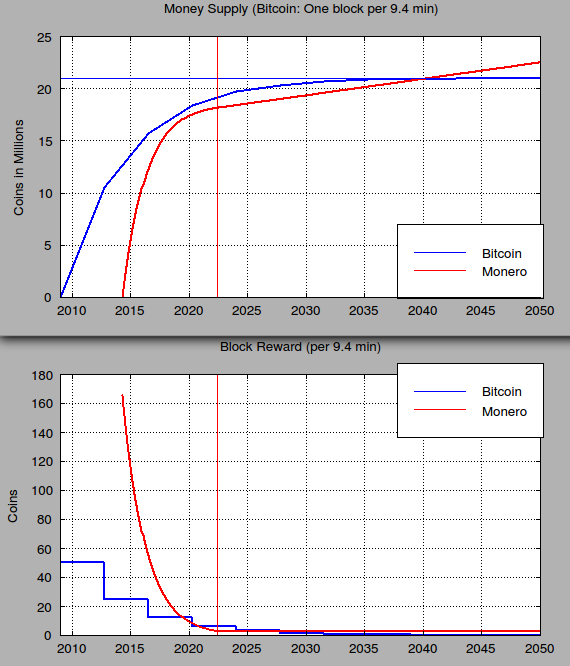 Money Supply (Bitcoin: One block per 9.4 min)
Coins in Millions
25
20
15
10
5
0
2010 2015 2020 2025 2030 2035 2040 2045 2050
Bitcoin
Monero
Block Reward (per 9.4 min)
Coins
180
160
140
120
100
80
60
40
20
0
2010 2015 2020 2025 2030 2035 2040 2045 2050
Bitcoin
Monero